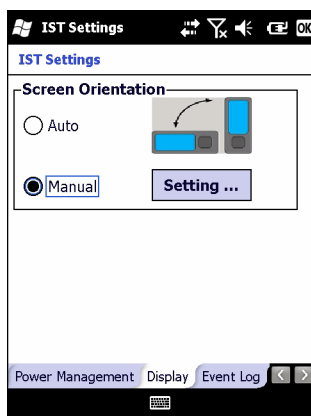 IST Settings
OK
IST Settings
Screen Orientation
Auto
Manual
Setting ...
Power Management Display Event Log